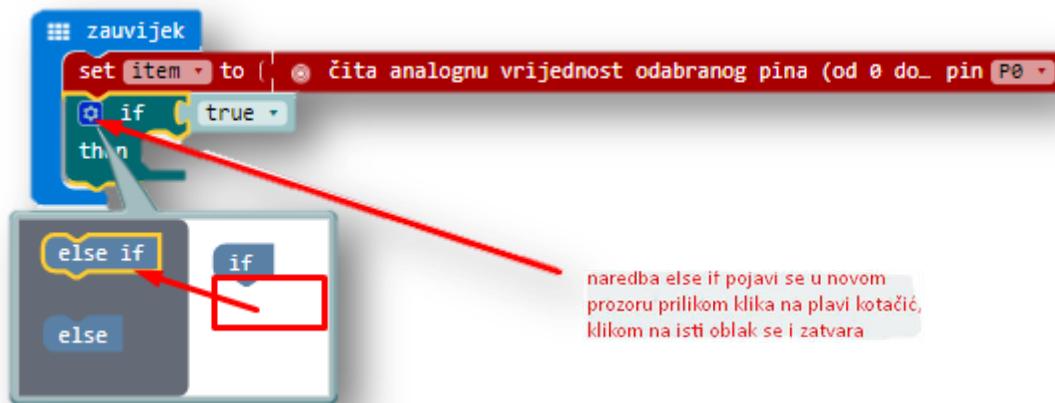 zauvijek
set item to ( čita analognu vrijednost odabranog pina (od 0 do… pin P0
if true
then
else if
if
else
naredba else if pojavi se u novom
prozoru prilikom klika na plavi kotačić,
klikom na isti oblak se i zatvara